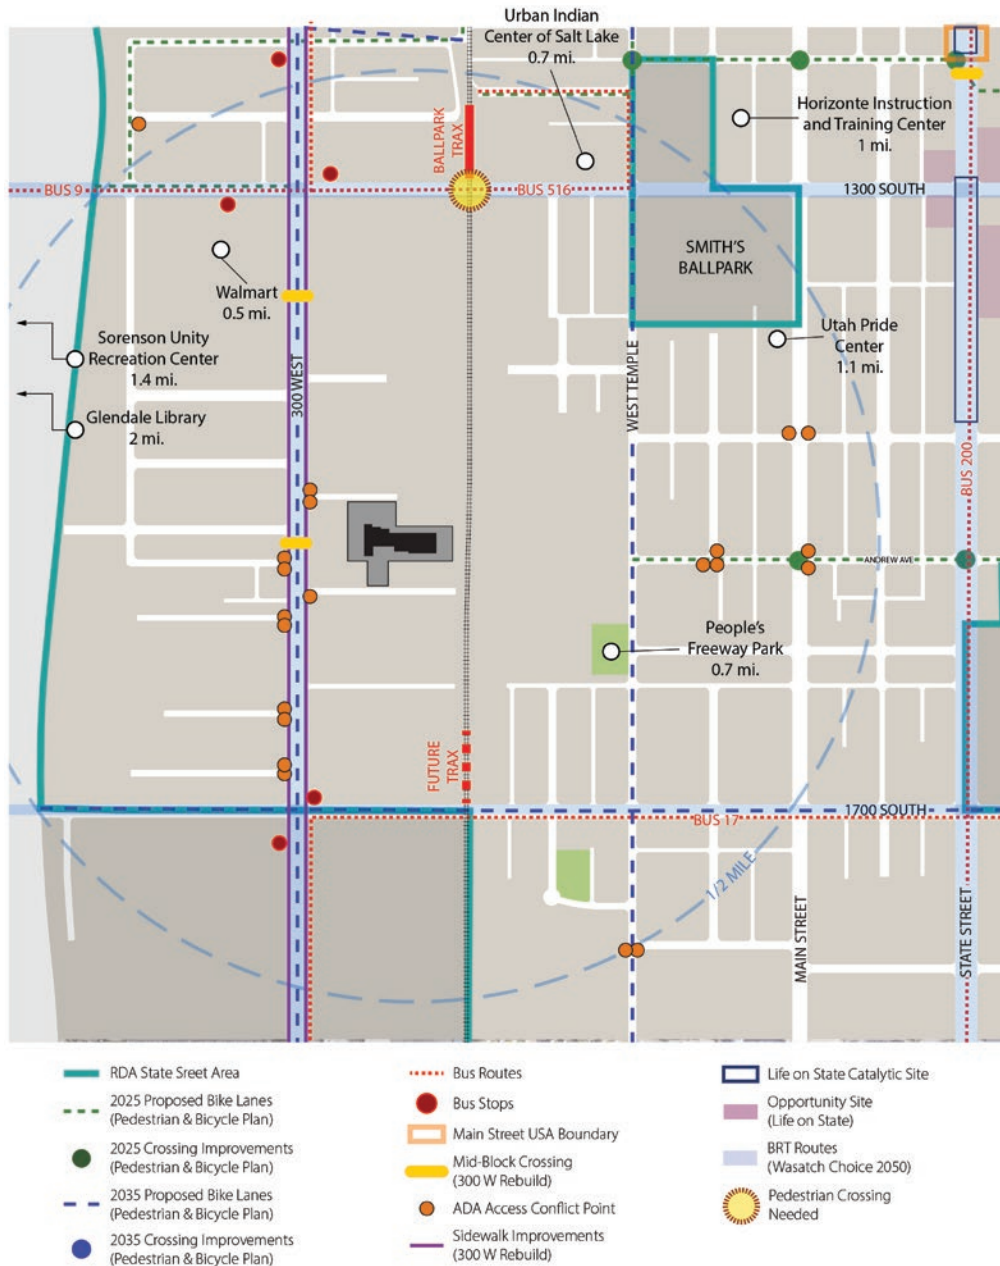 Urban Indian
Center of Salt Lake
0.7 mi.
Horizonte Instruction
and Training Center
1 mi.
BALLPARK
TRAX
BUS 9
BUS 516
1300 SOUTH
SMITH'S
BALLPARK
Walmart
0.5 mi.
Sorenson Unity
Recreation Center
1.4 mi.
Utah Pride
Center
1.1 mi.
300 WEST
WEST TEMPLE
Glendale Library
2 mi.
BUS 200
ANDREW AVE
People's
Freeway Park
0.7 mi.
FUTURE
TRAX
1700 SOUTH
BUS 17
1/2 MILE
MAIN STREET
STATE STREET
RDA State Sreet Area
2025 Proposed Bike Lanes
(Pedestrian & Bicycle Plan)
2025 Crossing Improvements
(Pedestrian & Bicycle Plan)
2035 Proposed Bike Lanes
(Pedestrian & Bicycle Plan)
2035 Crossing Improvements
(Pedestrian & Bicycle Plan)
Bus Routes
Bus Stops
Main Street USA Boundary
Mid-Block Crossing
(300 W Rebuild)
ADA Access Conflict Point
Sidewalk Improvements
(300 W Rebuild)
Life on State Catalytic Site
Opportunity Site
(Life on State)
BRT Routes
(Wasatch Choice 2050)
Pedestrian Crossing
Needed